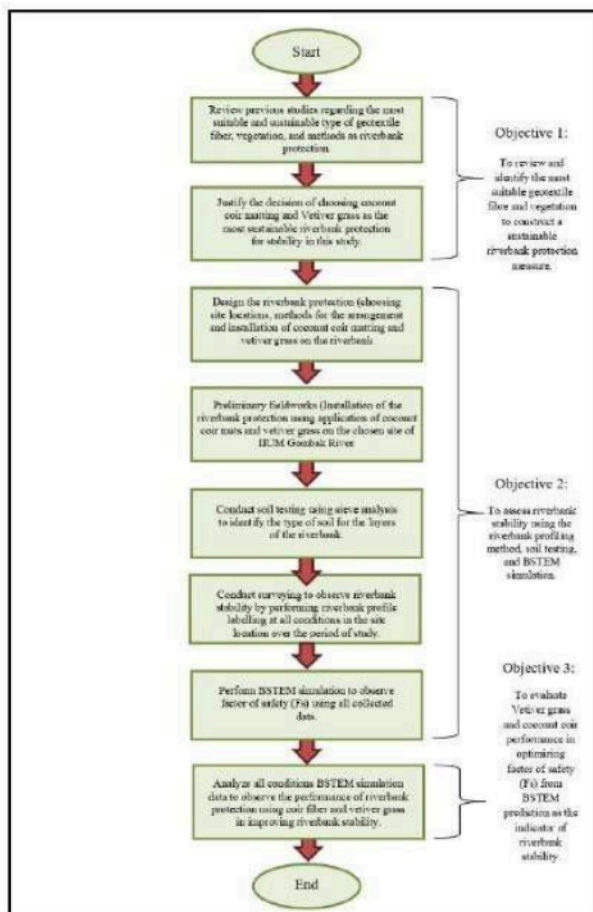 Start
Review previous studies regarding the most
suitable and sustainable type of geotextile
fiber, vegetation, and methods as riverbank
protection.
Justify the decision of choosing coconut
coir matting and Vetiver grass as the
most sustainable riverbank protection
for stability in this study.
Objective 1:
To review and
identify the most
suitable geotextile
fibre and vegetation
to construct a
sustainable
riverbank protection
measure.
Design the riverbank protection (choosing
site locations, methods for the arrangement
and installation of coconut coir matting and
vetiver grass on the riverbank
Preliminary fieldworks (Installation of the
riverbank protection using application of coconut
coir mats and vetiver grass on the chosen site of
IIUM Gombak River
Conduct soil testing using sieve analysis
to identify the type of soil for the layers
of the riverbank.
Conduct surveying to observe riverbank
stability by performing riverbank profile
labelling at all conditions in the site
location over the period of study.
Perform BSTEM simulation to observe
factor of safety (Fs) using all collected
data.
Objective 2:
To assess riverbank
stability using the
riverbank profiling
method, soil testing,
and BSTEM
simulation.
Analyze all conditions BSTEM simulation
data to observe the performance of riverbank
protection using coir fiber and vetiver grass
in improving riverbank stability.
Objective 3:
To evaluate
Vetiver grass
and coconut coir
performance in
optimizing
factor of safety
(Fs) from
BSTEM
prediction as the
indicator of
riverbank
stability
End